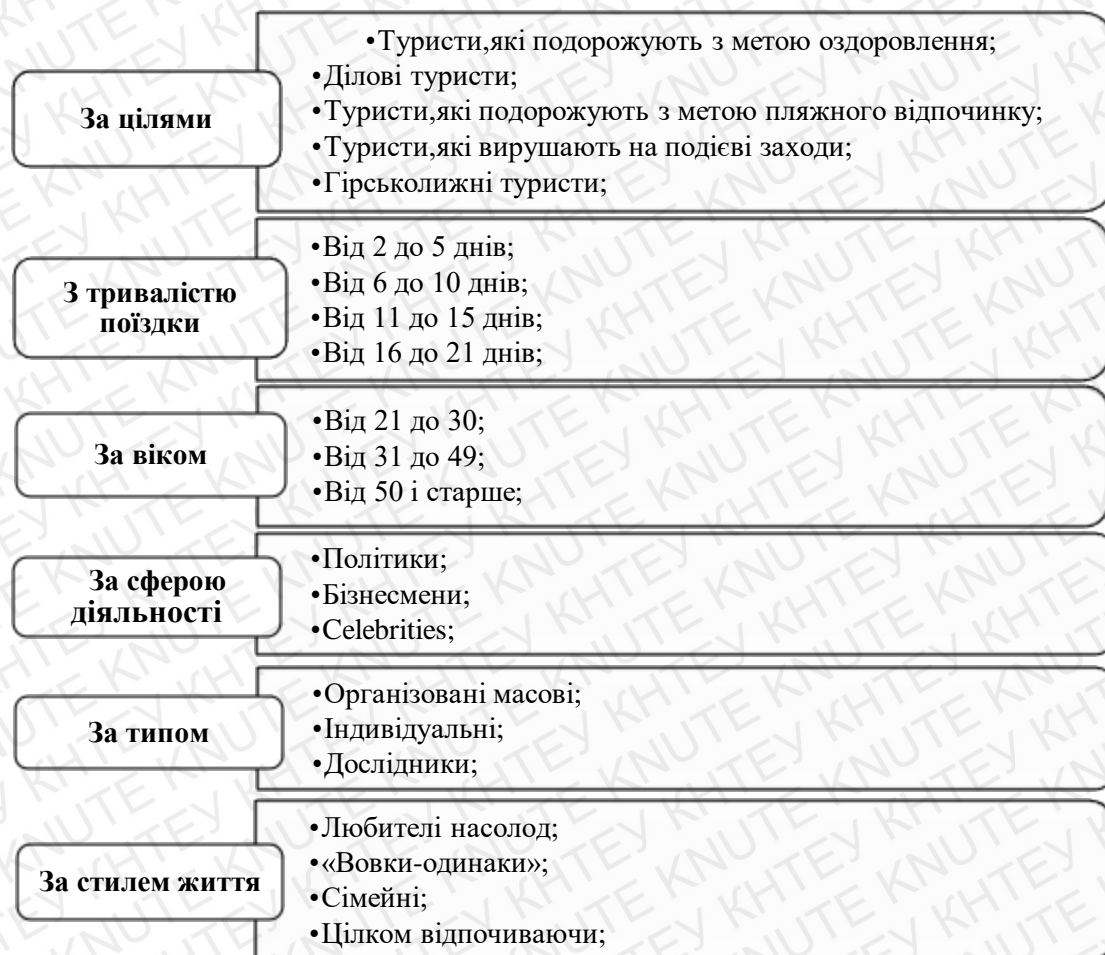 За цілями
•Туристи,які подорожують з метою оздоровлення;
•Ділові туристи;
•Туристи,які подорожують з метою пляжного відпочинку;
•Туристи,які вирушають на подієві заходи;
•Гірськолижні туристи;
З тривалістю
поїздки
•Від 2 до 5 днів;
•Від 6 до 10 днів;
•Від 11 до 15 днів;
•Від 16 до 21 днів;
За віком
•Від 21 до 30;
•Від 31 до 49;
•Від 50 і старше;
За сферою
діяльності
•Політики;
•Бізнесмени;
•Celebrities;
За типом
•Організовані масові;
•Індивідуальні;
•Дослідники;
За стилем життя
•Любителі насолод;
•«Вовки-одинаки»;
•Сімейні;
•Цілком відпочиваючи;